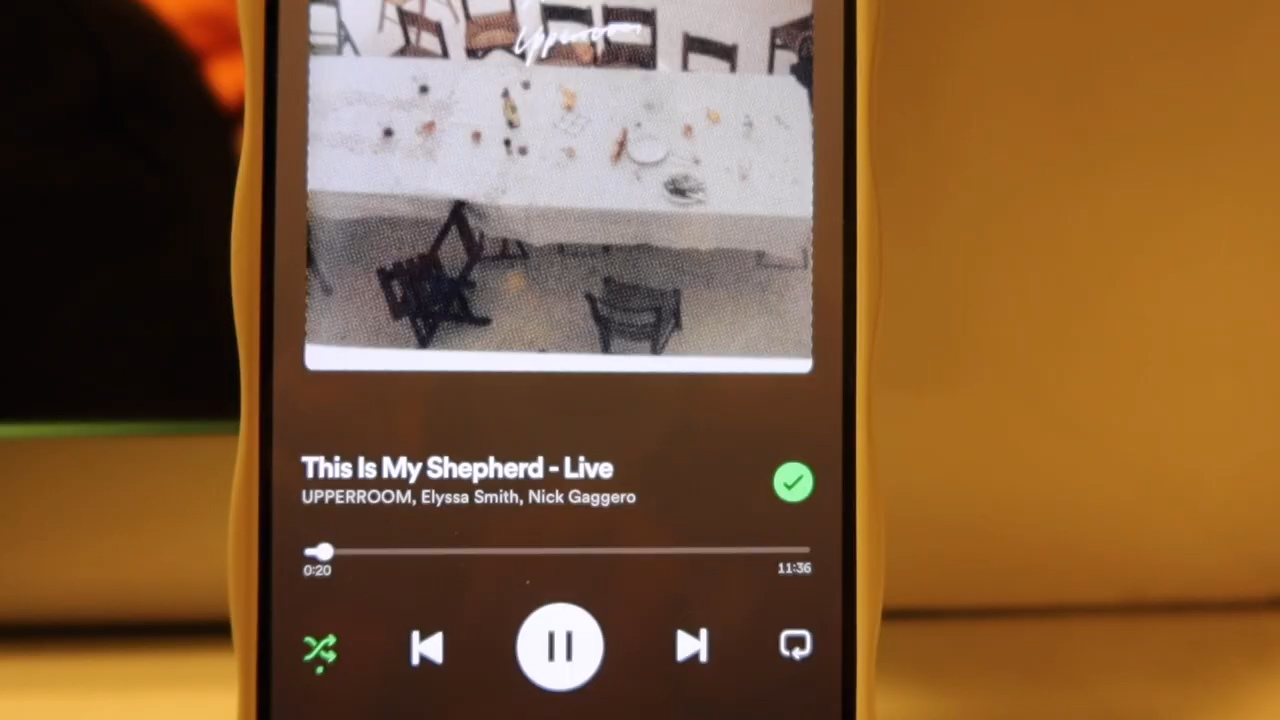 Upperroom
This Is My Shepherd - Live
UPPERROOM, Elyssa Smith, Nick Gaggero
0:20
11:36